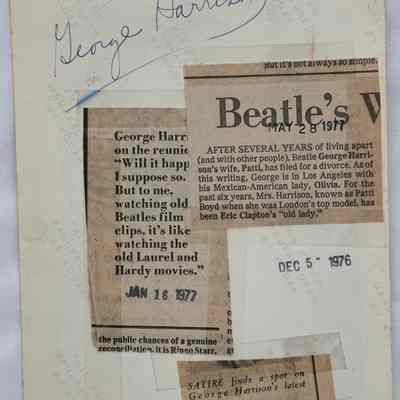 George Harrison
But it's not always so simple.
Beatle's W
MAY 28 1977
AFTER SEVERAL YEARS of living apart
(and with other people), Beatle George Harri-
son's wife, Patti, has filed for a divorce. As of
this writing, George is in Los Angeles with
his Mexican-American lady, Olivia. For the
past six years, Mrs. Harrison, known as Patti
Boyd when she was London's top model, has
been Eric Clapton's "old lady."
George Harri
on the reunio
"Will it happ
I suppose so.
But to me,
watching old
Beatles film
clips, it's like
watching the
old Laurel and
Hardy movies."
JAN 16 1977
DEC 5 1976
the public chances of a genuine
reconciliation, it is Ringo Starr,
SATIRE finds a spot on
George Harrison's latest